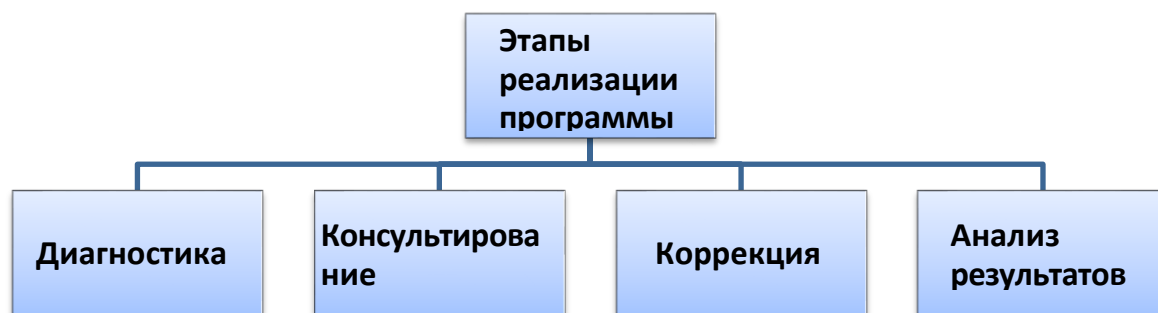 Этапы
реализации
программы
Диагностика
Консультирова
ние
Коррекция
Анализ
результатов